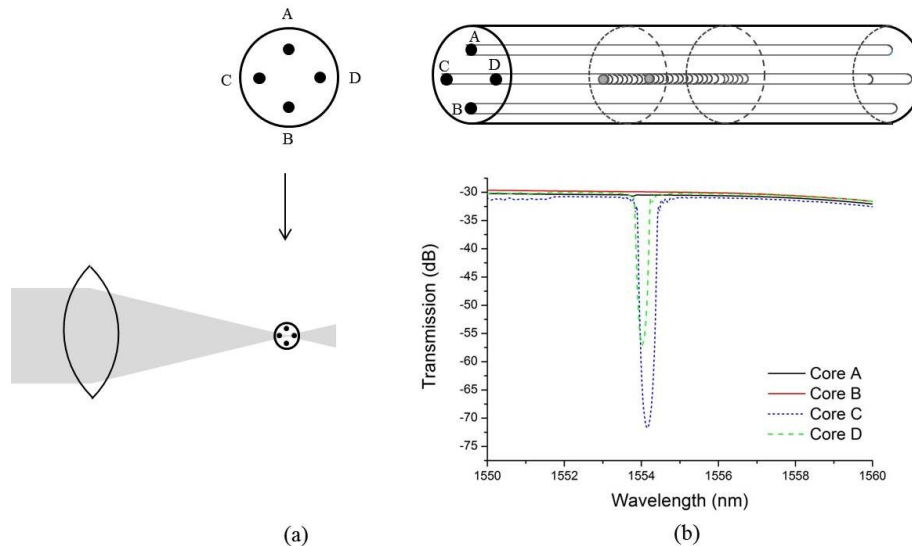 A
C
D
B
A
C
D
B
-30
-35
-40
-45
-50
-55
-60
-65
-70
-75
Transmission (dB)
Core A
Core B
Core C
Core D
1550
1552
1554
1556
1558
1560
Wavelength (nm)
(a)
(b)